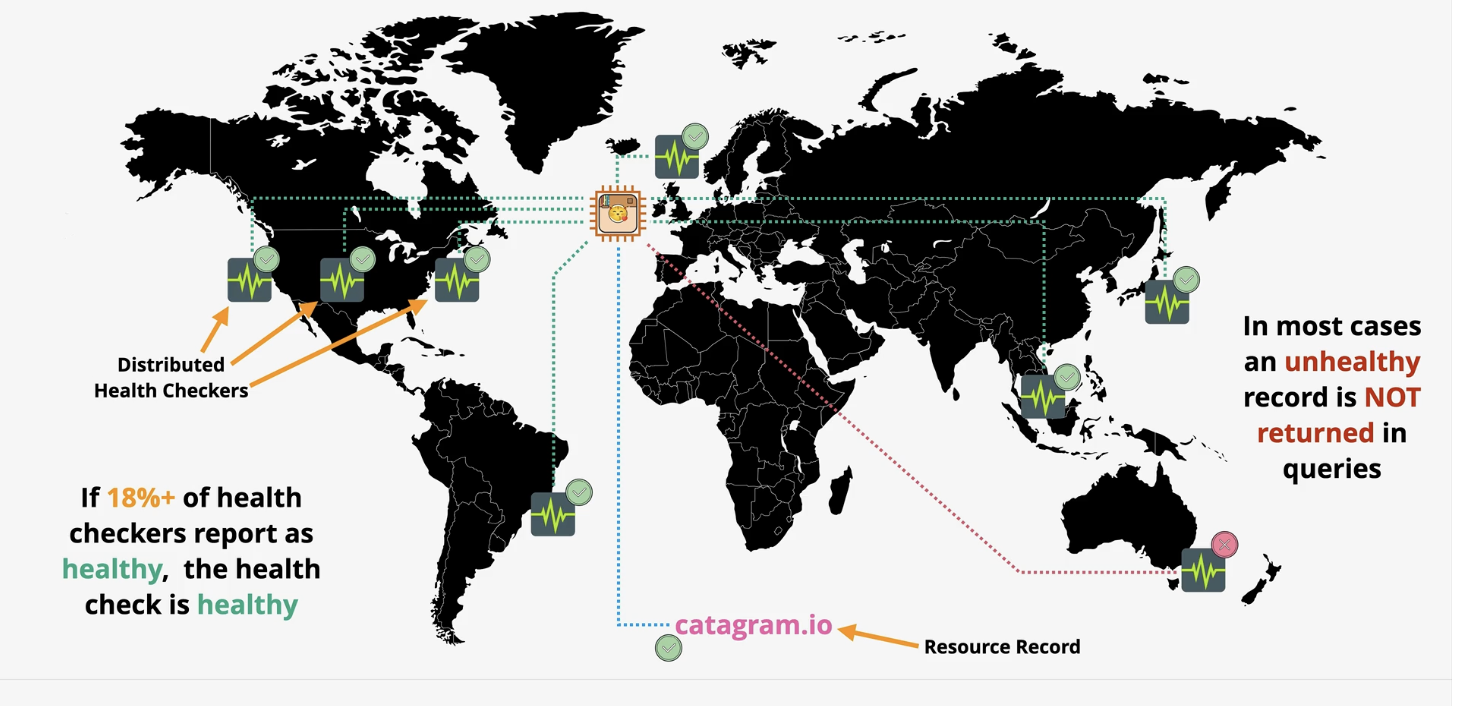 Distributed
Health Checkers
If 18%+ of health
checkers report as
healthy, the health
check is healthy
In most cases
an unhealthy
record is NOT
returned in
queries
catagram.io
Resource Record